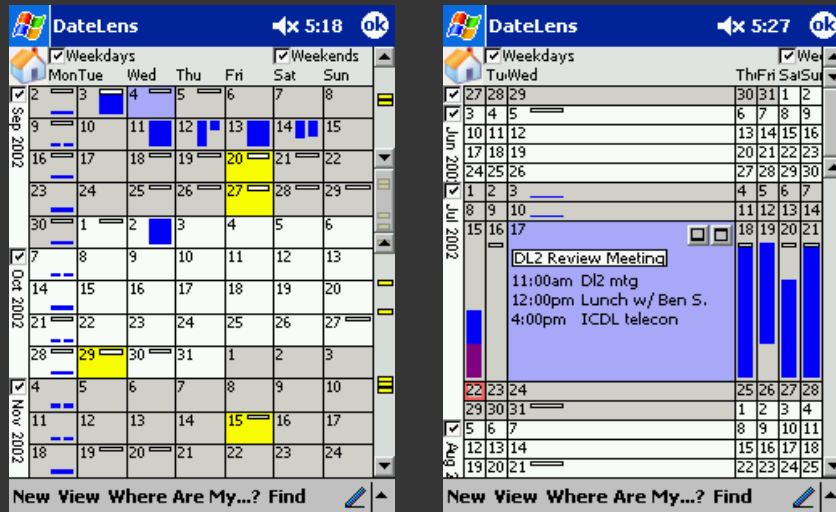 DateLens 5:18 ok
Weekdays Weekends
Mon Tue Wed Thu Fri Sat Sun
Sep 2002
2 3 4 5 6 7 8
9 10 11 12 13 14 15
16 17 18 19 20 21 22
23 24 25 26 27 28 29
30 1 2 3 4 5 6
Oct 2002
7 8 9 10 11 12 13
14 15 16 17 18 19 20
21 22 23 24 25 26 27
28 29 30 31 1 2 3
Nov 2002
4 5 6 7 8 9 10
11 12 13 14 15 16 17
18 19 20 21 22 23 24
New View Where Are My...? Find
DateLens 5:27 ok
Weekdays We
Tu Wed Th Fri Sat Su
27 28 29 30 31 1 2
Jun 200
3 4 5 6 7 8 9
10 11 12 13 14 15 16
17 18 19 20 21 22 23
24 25 26 27 28 29 30
Jul 2002
1 2 3 4 5 6 7
8 9 10 11 12 13 14
15 16 17 18 19 20 21
DL2 Review Meeting
11:00am Dl2 mtg
12:00pm Lunch w/ Ben S.
4:00pm ICDL telecon
22 23 24 25 26 27 28
29 30 31 1 2 3 4
Aug 2
5 6 7 8 9 10 11
12 13 14 15 16 17 18
19 20 21 22 23 24 25
New View Where Are My...? Find